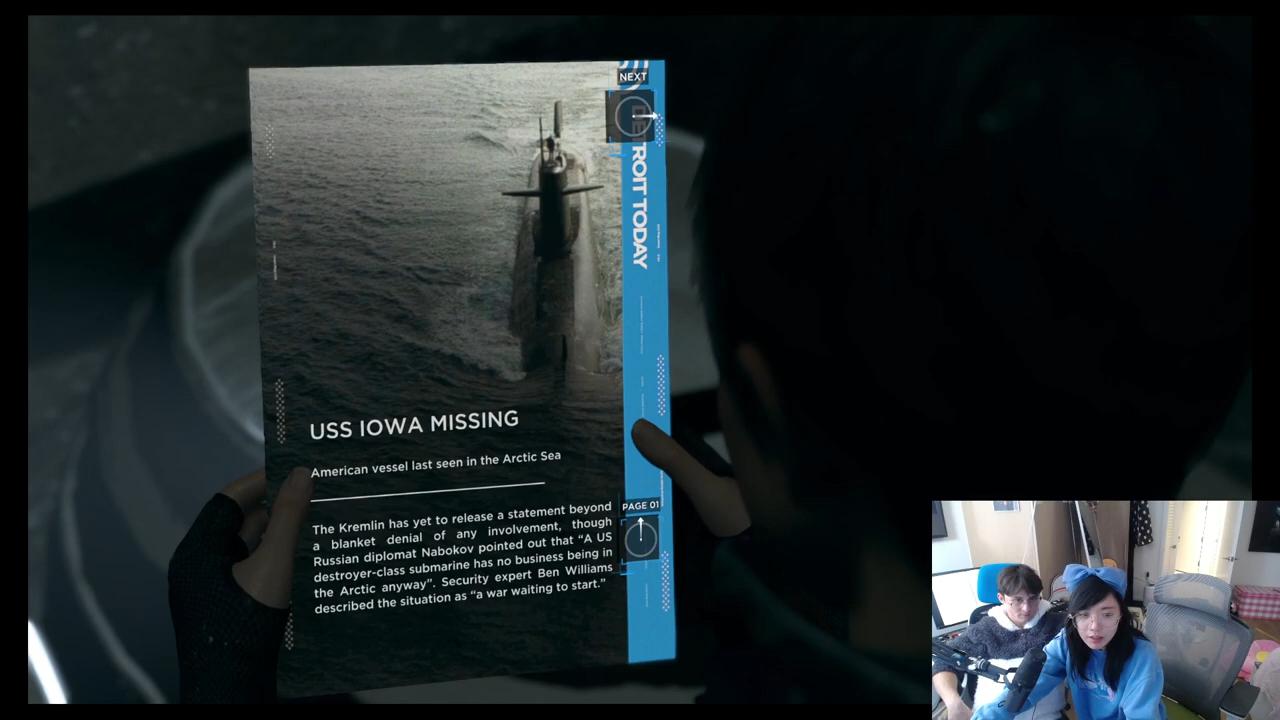 NEXT
DETROIT TODAY
USS IOWA MISSING
American vessel last seen in the Arctic Sea
The Kremlin has yet to release a statement beyond
a blanket denial of any involvement, though
Russian diplomat Nabokov pointed out that “A US
destroyer-class submarine has no business being in
the Arctic anyway”. Security expert Ben Williams
described the situation as “a war waiting to start.”
PAGE 01